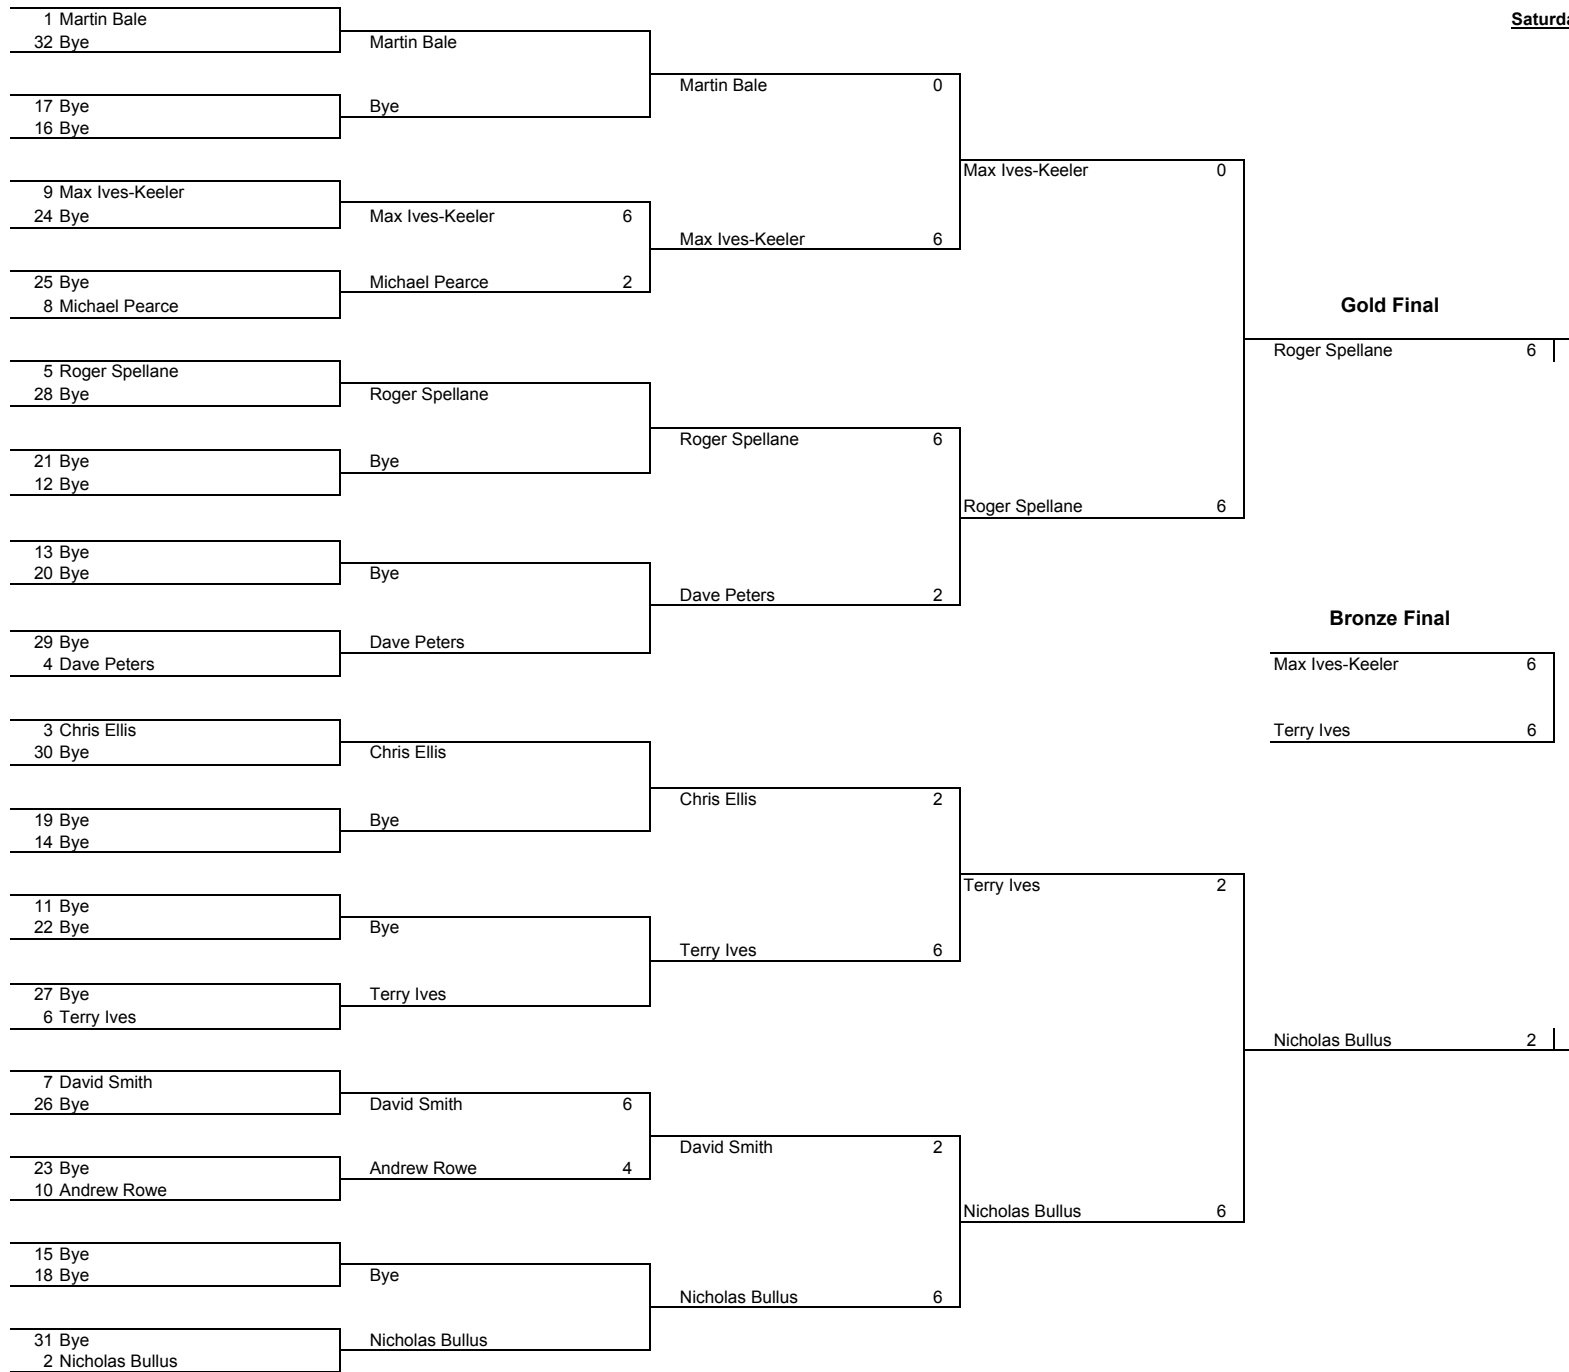 1 Martin Bale
32 Bye
17 Bye
16 Bye
9 Max Ives-Keeler
24 Bye
25 Bye
8 Michael Pearce
5 Roger Spellane
28 Bye
21 Bye
12 Bye
13 Bye
20 Bye
29 Bye
4 Dave Peters
3 Chris Ellis
30 Bye
19 Bye
14 Bye
11 Bye
22 Bye
27 Bye
6 Terry Ives
7 David Smith
26 Bye
23 Bye
10 Andrew Rowe
15 Bye
18 Bye
31 Bye
2 Nicholas Bullus
Martin Bale
Bye
Max Ives-Keeler 6
Michael Pearce 2
Roger Spellane
Bye
Bye
Dave Peters
Chris Ellis
Bye
Bye
Terry Ives
David Smith 6
Andrew Rowe 4
Bye
Nicholas Bullus
Martin Bale 0
Max Ives-Keeler 6
Roger Spellane 6
Dave Peters 2
Chris Ellis 2
Terry Ives 6
David Smith 2
Nicholas Bullus 6
Max Ives-Keeler 0
Roger Spellane 6
Terry Ives 2
Nicholas Bullus 6
Saturda
Gold Final
Roger Spellane 6
Bronze Final
Max Ives-Keeler 6
Terry Ives 6
Nicholas Bullus 2